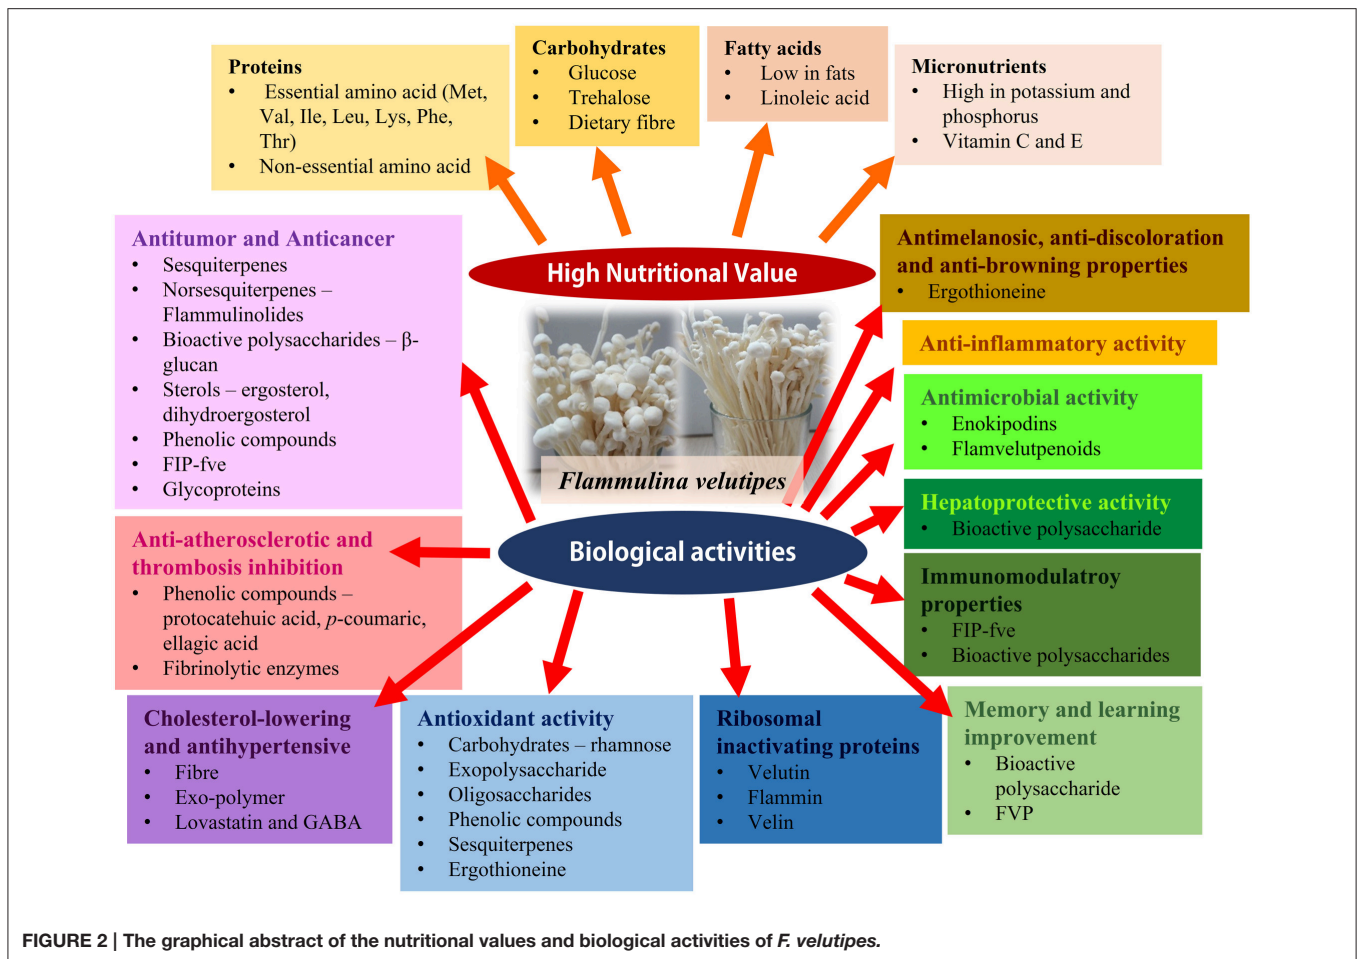 Proteins
• Essential amino acid (Met,
Val, Ile, Leu, Lys, Phe,
Thr)
• Non-essential amino acid
Carbohydrates
• Glucose
• Trehalose
• Dietary fibre
Fatty acids
• Low in fats
• Linoleic acid
Micronutrients
• High in potassium and
phosphorus
• Vitamin C and E
High Nutritional Value
Antitumor and Anticancer
• Sesquiterpenes
• Norsesquiterpenes –
Flammulinolides
• Bioactive polysaccharides – β-
glucan
• Sterols – ergosterol,
dihydroergosterol
• Phenolic compounds
• FIP-fve
• Glycoproteins
Antimelanosic, anti-discoloration
and anti-browning properties
• Ergothioneine
Anti-inflammatory activity
Antimicrobial activity
• Enokipodins
• Flamvelutpenoids
Flammulina velutipes
Biological activities
Hepatoprotective activity
• Bioactive polysaccharide
Anti-atherosclerotic and
thrombosis inhibition
• Phenolic compounds –
protocatehuic acid, p-coumaric,
ellagic acid
• Fibrinolytic enzymes
Immunomodulatroy
properties
• FIP-fve
• Bioactive polysaccharides
Cholesterol-lowering
and antihypertensive
• Fibre
• Exo-polymer
• Lovastatin and GABA
Antioxidant activity
• Carbohydrates – rhamnose
• Exopolysaccharide
• Oligosaccharides
• Phenolic compounds
• Sesquiterpenes
• Ergothioneine
Ribosomal
inactivating proteins
• Velutin
• Flammin
• Velin
Memory and learning
improvement
• Bioactive
polysaccharide
• FVP
FIGURE 2 | The graphical abstract of the nutritional values and biological activities of F. velutipes.